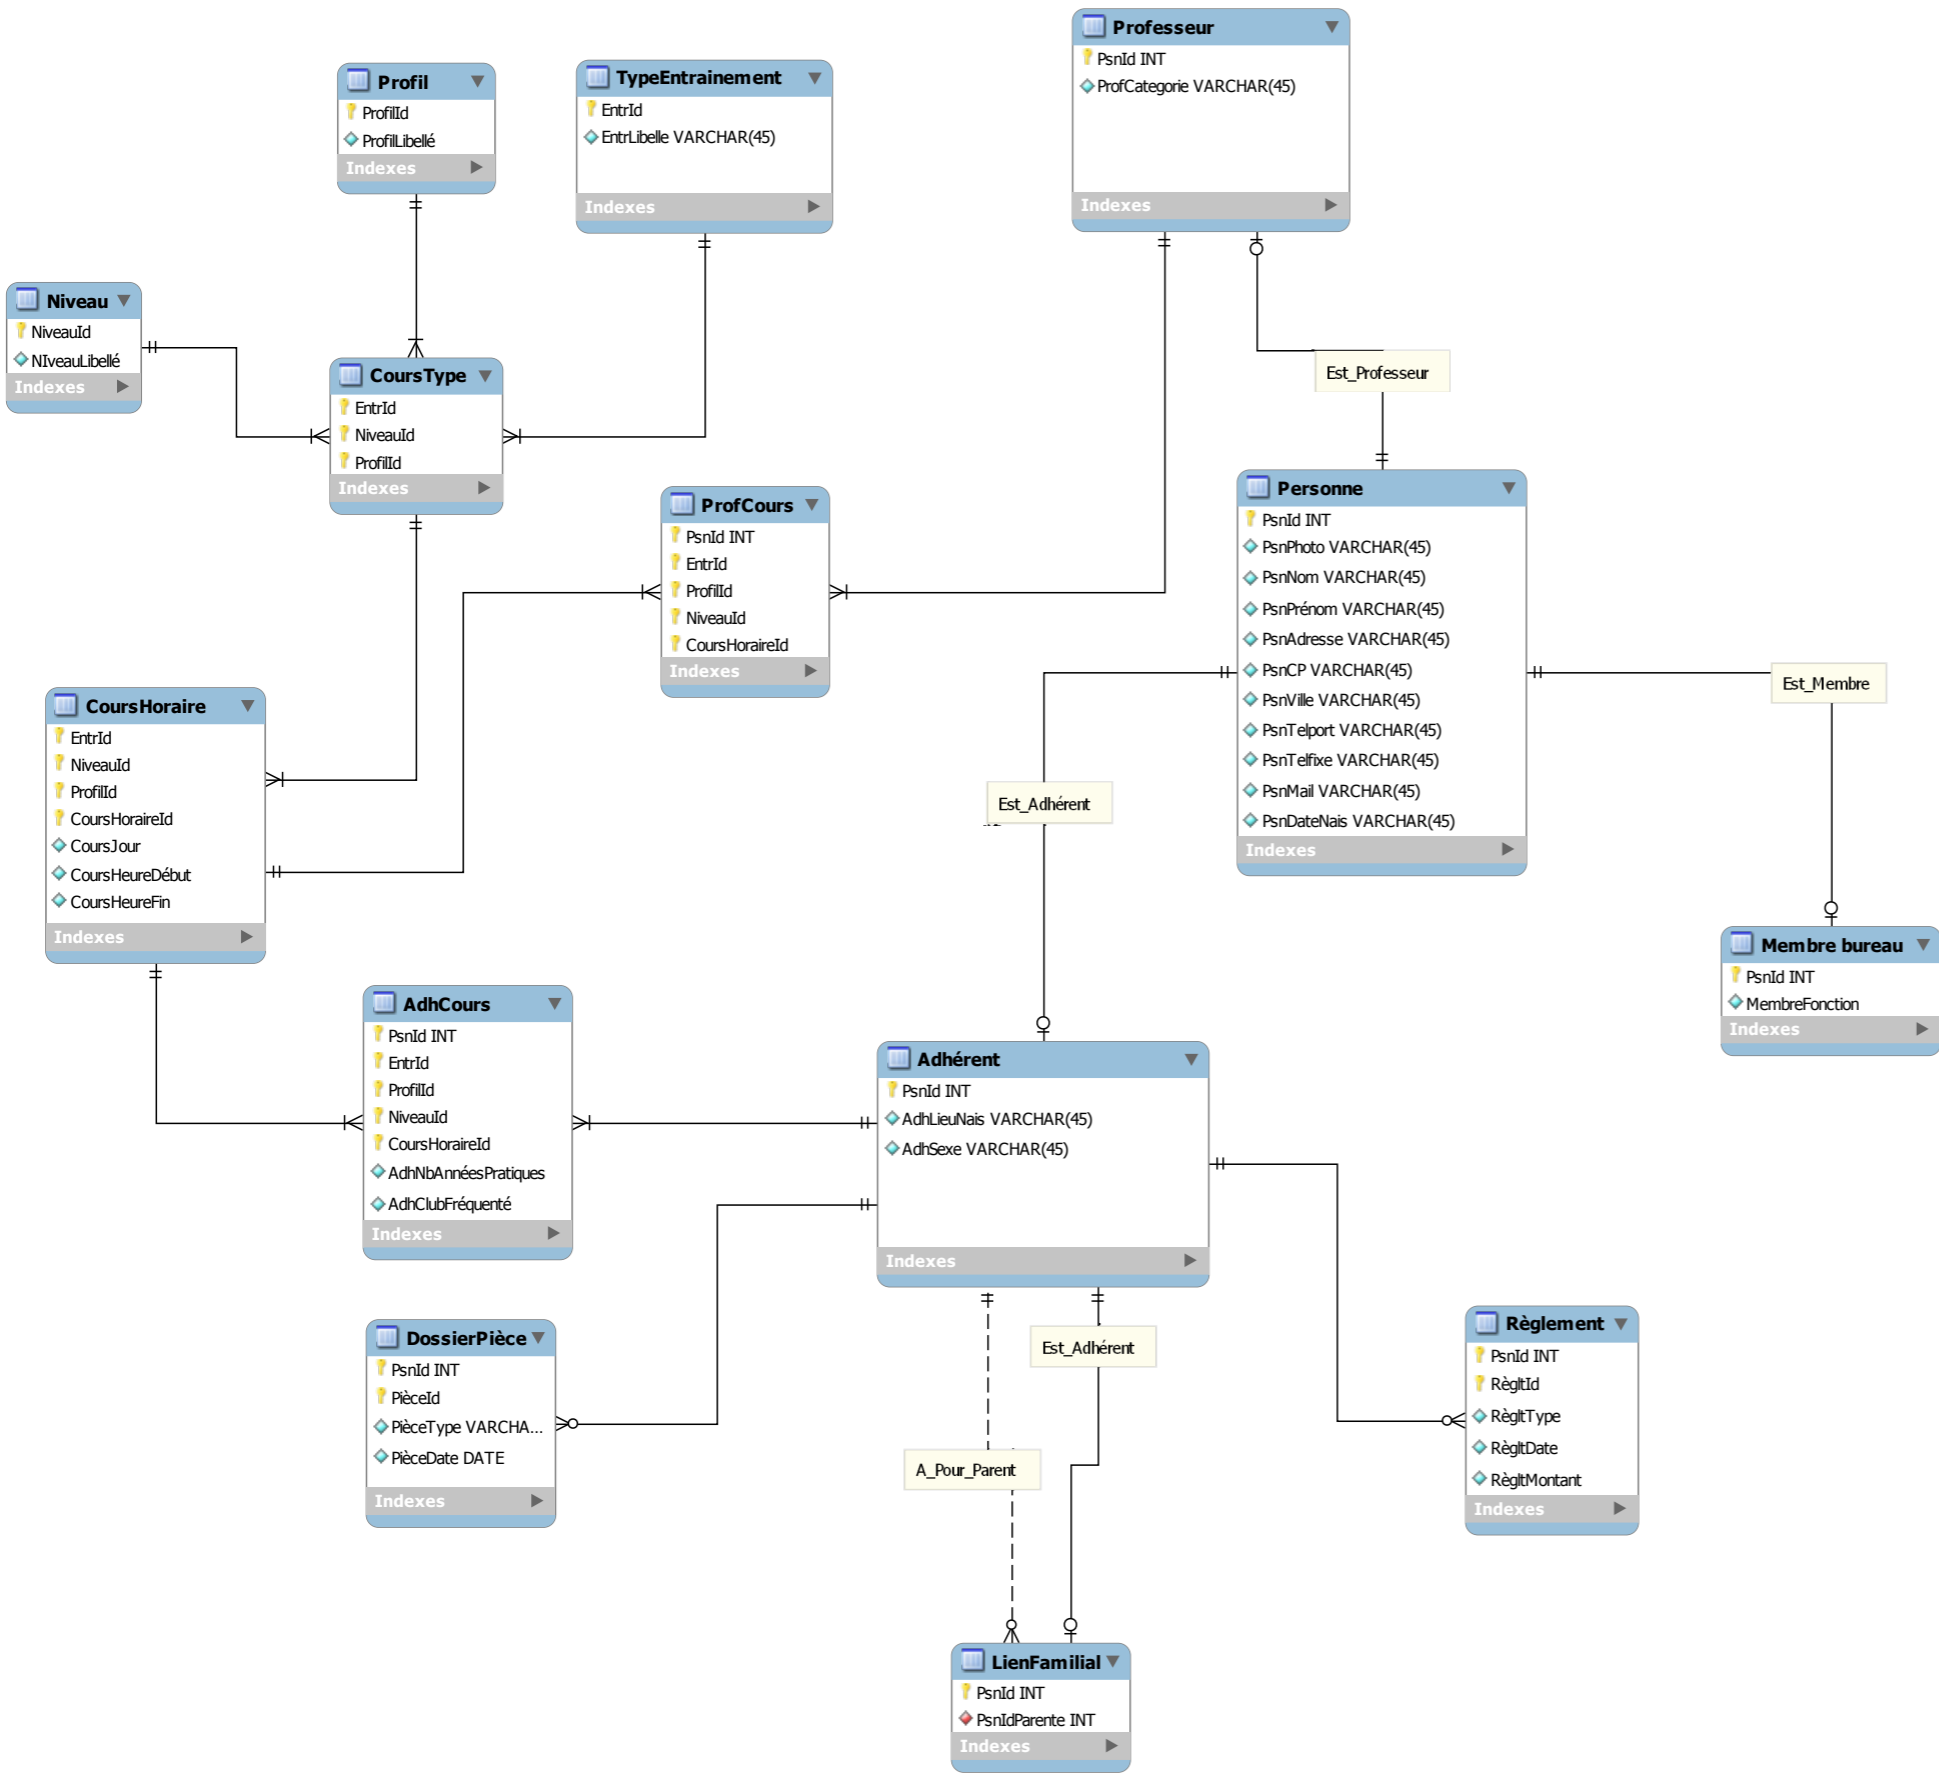 Professeur
PsnId INT
ProfCategorie VARCHAR(45)
Indexes
Profil
ProfilId
ProfilLibellé
Indexes
TypeEntrainement
EntrId
EntrLibelle VARCHAR(45)
Indexes
Niveau
NiveauId
NIveauLibellé
Indexes
CoursType
EntrId
NiveauId
ProfilId
Indexes
Est_Professeur
ProfCours
PsnId INT
EntrId
ProfilId
NiveauId
CoursHoraireId
Indexes
Personne
PsnId INT
PsnPhoto VARCHAR(45)
PsnNom VARCHAR(45)
PsnPrénom VARCHAR(45)
PsnAdresse VARCHAR(45)
PsnCP VARCHAR(45)
PsnVille VARCHAR(45)
PsnTelport VARCHAR(45)
PsnTelfixe VARCHAR(45)
PsnMail VARCHAR(45)
PsnDateNais VARCHAR(45)
Indexes
Est_Membre
CoursHoraire
EntrId
NiveauId
ProfilId
CoursHoraireId
CoursJour
CoursHeureDébut
CoursHeureFin
Indexes
Est_Adhérent
Membre bureau
PsnId INT
MembreFonction
Indexes
AdhCours
PsnId INT
EntrId
ProfilId
NiveauId
CoursHoraireId
AdhNbAnnéesPratiques
AdhClubFréquenté
Indexes
Adhérent
PsnId INT
AdhLieuNais VARCHAR(45)
AdhSexe VARCHAR(45)
Indexes
DossierPièce
PsnId INT
PièceId
PièceType VARCHA...
PièceDate DATE
Indexes
Est_Adhérent
A_Pour_Parent
Règlement
PsnId INT
RègltId
RègltType
RègltDate
RègltMontant
Indexes
LienFamilial
PsnId INT
PsnIdParente INT
Indexes